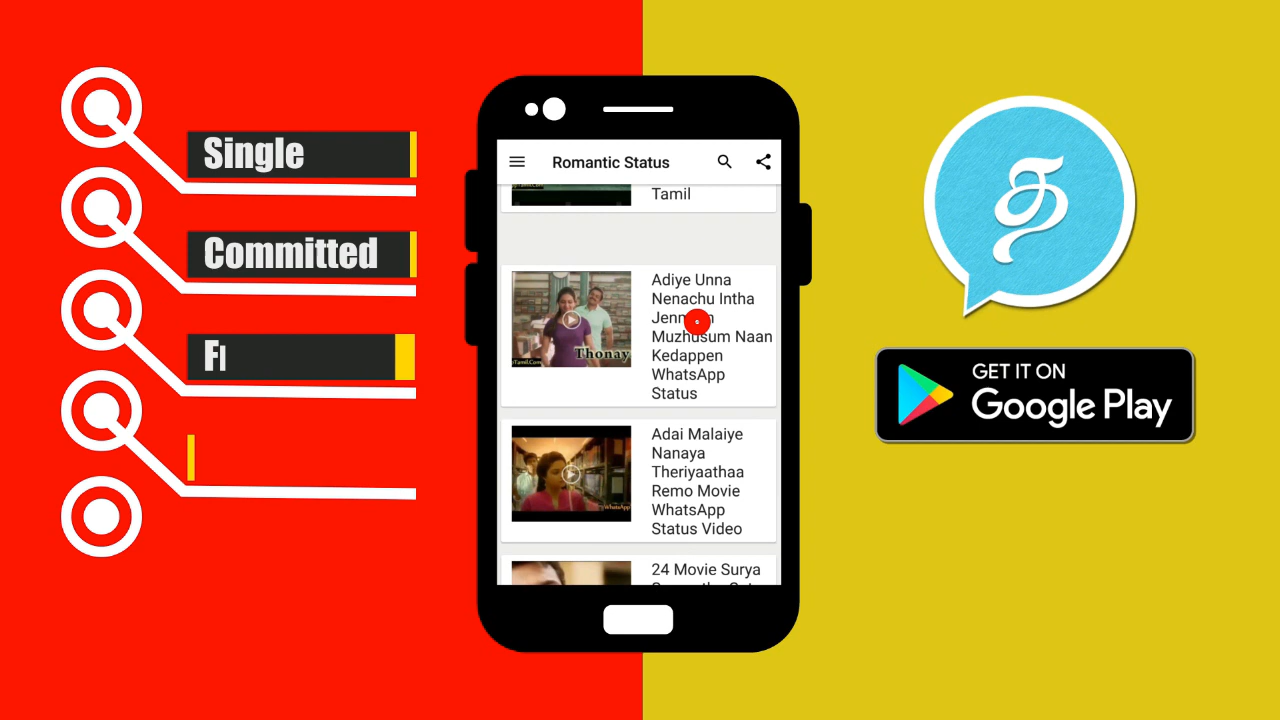 Single
Committed
Romantic Status
Tamil
Adiye Unna
Nenachu Intha
Muzhusum Naan
Kedappen
WhatsApp
Status
Thonay
Adai Malaiye
Nanaya
Theriyaathaa
Remo Movie
WhatsApp
Status Video
WhatsApp
24 Movie Surya
த
GET IT ON
Google Play